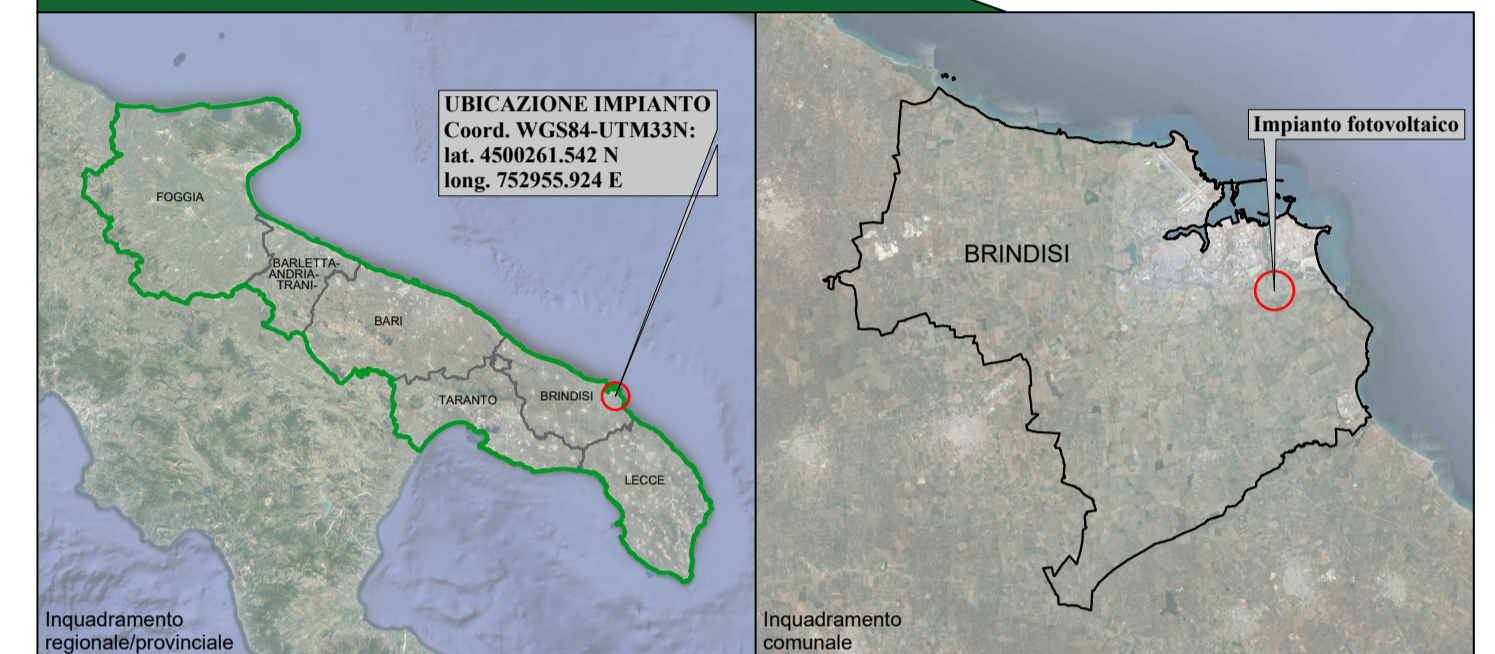 UBICAZIONE IMPIANTO
Coord. WGS84-UTM33N:
lat. 4500261.542 N
long. 752955.924 E
FOGGIA
BARLETTA-
ANDRIA-
TRANI-
BARI
TARANTO
BRINDISI
LECCE
Inquadramento
regionale/provinciale
Impianto fotovoltaico
BRINDISI
Inquadramento
comunale